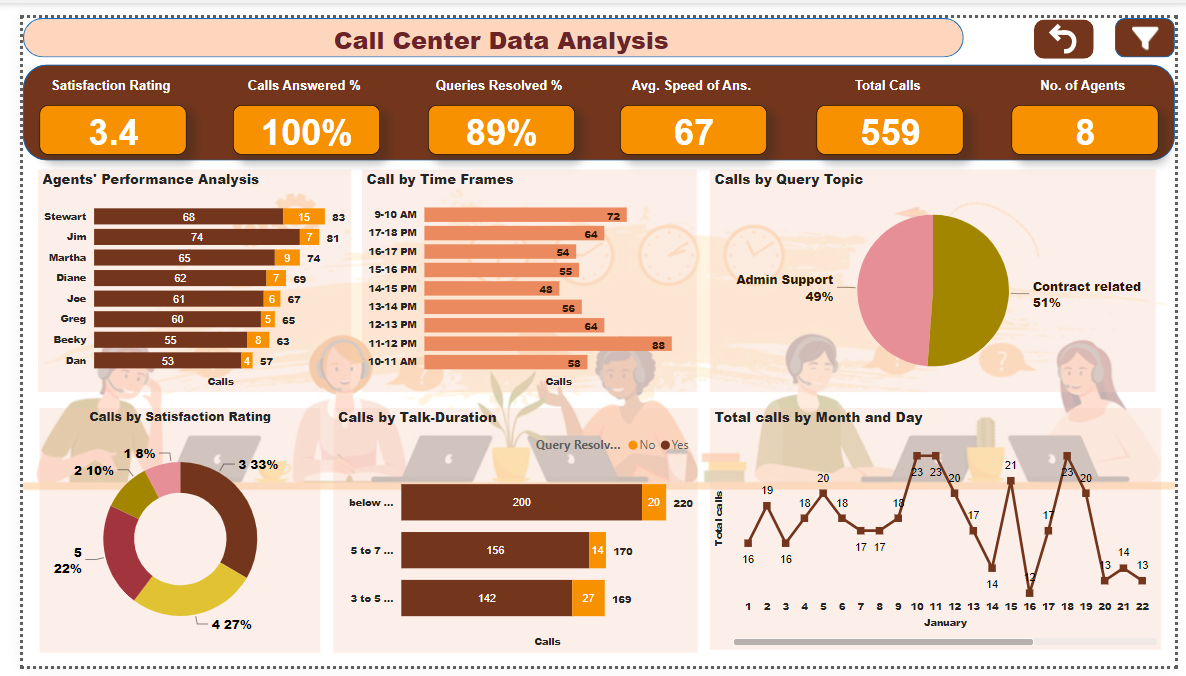 Call Center Data Analysis
Satisfaction Rating
3.4
Calls Answered %
100%
Queries Resolved %
89%
Avg. Speed of Ans.
67
Total Calls
559
No. of Agents
8
Agents' Performance Analysis
Stewart 68 15 83
Jim 74 7 81
Martha 65 9 74
Diane 62 7 69
Joe 61 6 67
Greg 60 5 65
Becky 55 8 63
Dan 53 4 57
Calls
Call by Time Frames
9-10 AM 72
17-18 PM 64
16-17 PM 54
15-16 PM 55
14-15 PM 48
13-14 PM 56
12-13 PM 64
11-12 PM 88
10-11 AM 58
Calls
Calls by Query Topic
Admin Support
49%
Contract related
51%
Calls by Satisfaction Rating
1 8%
2 10%
3 33%
5
22%
4 27%
Calls by Talk-Duration
Query Resolv... No Yes
below ... 200 20 220
5 to 7 ... 156 14 170
3 to 5 ... 142 27 169
Calls
Total calls by Month and Day
Total calls
16 19 16 18 20 18 17 17 18 23 23 20 17 14 21 12 17 23 20 13 14 13
1 2 3 4 5 6 7 8 9 10 11 12 13 14 15 16 17 18 19 20 21 22
January